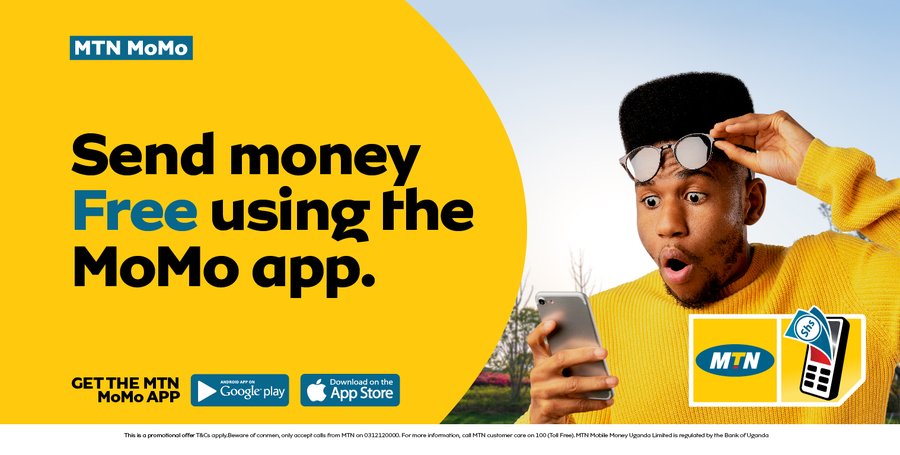 MTN MoMo
Send money
Free using the
MoMo app.
GET THE MTN
MoMo APP
ANDROID APP ON
Google play
Download on the
App Store
MTN
Shs
This is a promotional offer T&Cs apply.Beware of conmen, only accept calls from MTN on 0312120000. For more information, call MTN customer care on 100 (Toll Free). MTN Mobile Money Uganda Limited is regulated by the Bank of Uganda